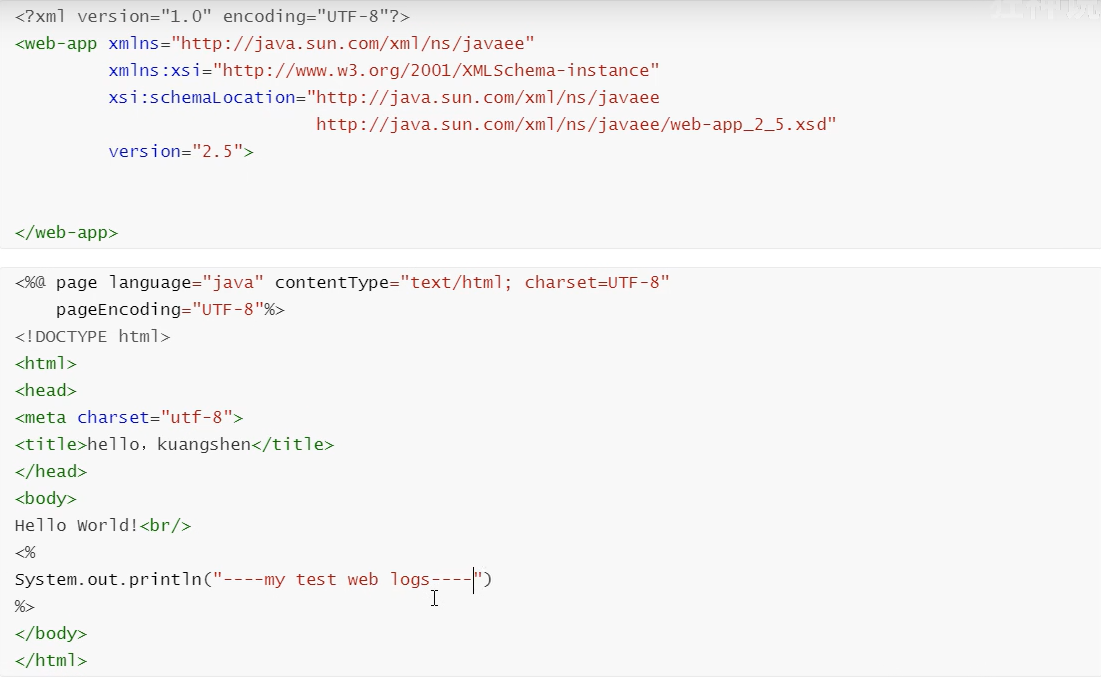 <?xml version="1.0" encoding="UTF-8"?>
<web-app xmlns="http://java.sun.com/xml/ns/javaee"
         xmlns:xsi="http://www.w3.org/2001/XMLSchema-instance"
         xsi:schemaLocation="http://java.sun.com/xml/ns/javaee
                             http://java.sun.com/xml/ns/javaee/web-app_2_5.xsd"
         version="2.5">
</web-app>
<%@ page language="java" contentType="text/html; charset=UTF-8"
    pageEncoding="UTF-8"%>
<!DOCTYPE html>
<html>
<head>
<meta charset="utf-8">
<title>hello，kuangshen</title>
</head>
<body>
Hello World!<br/>
<%
System.out.println("----my test web logs----")
%>
</body>
</html>